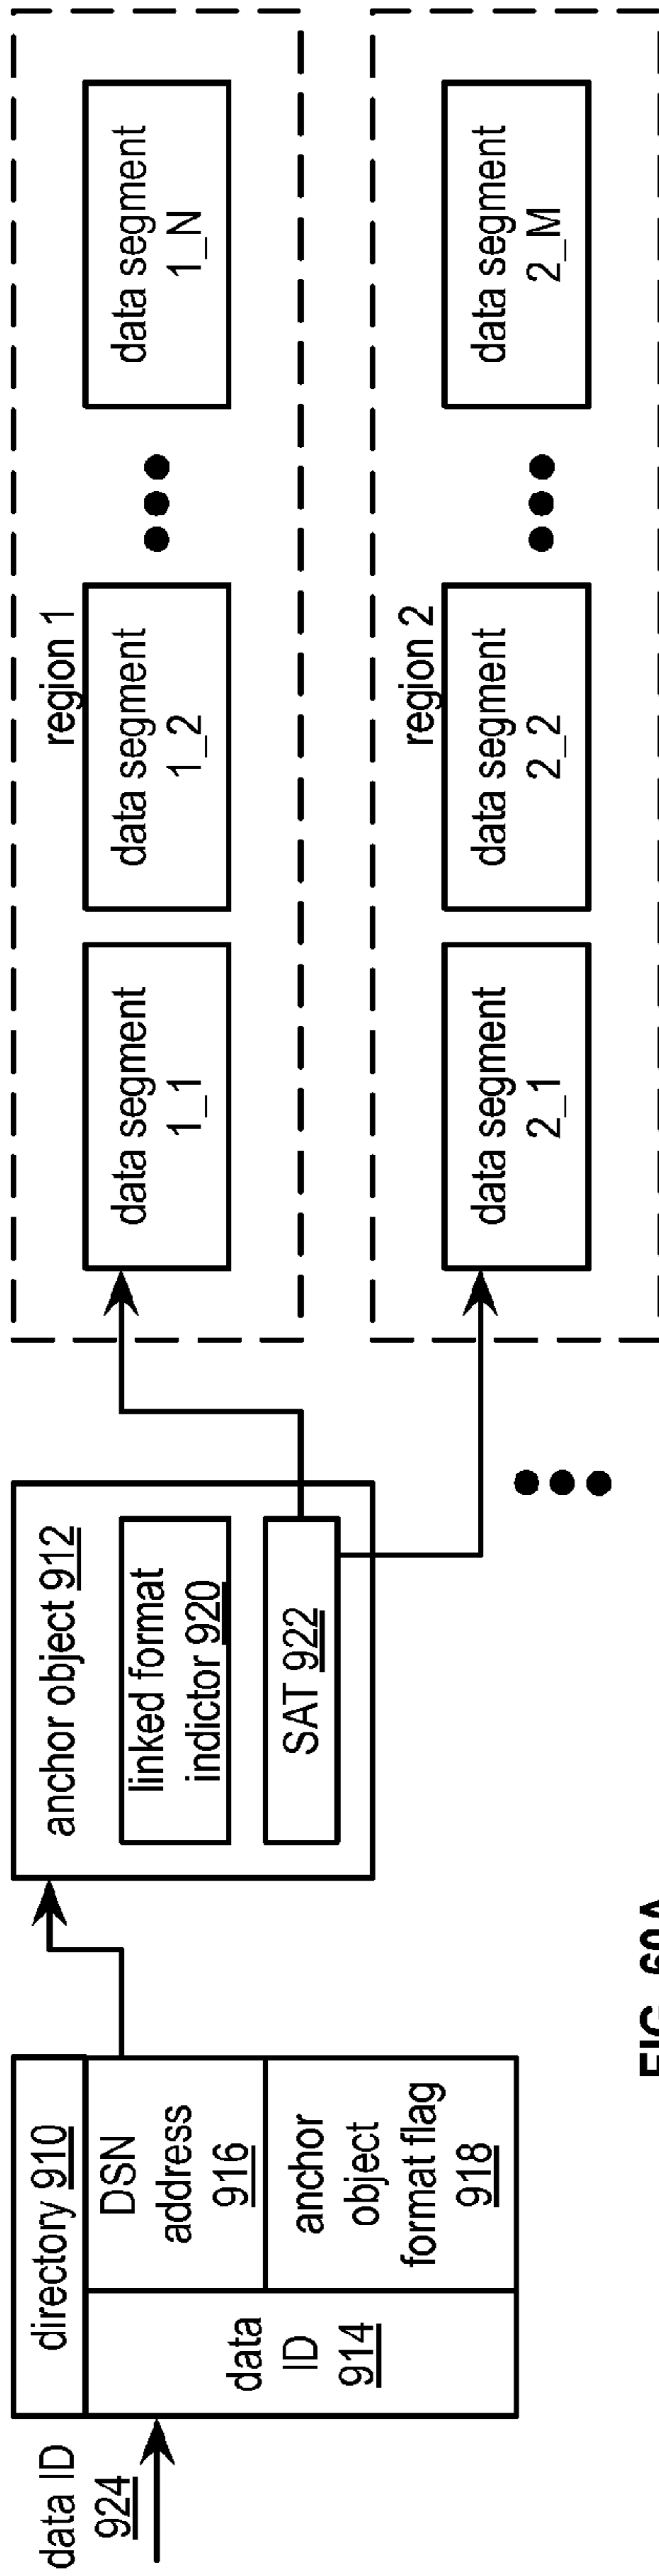 data ID
924
directory 910
data
ID
914
DSN
address
916
anchor
object
format flag
918
anchor object 912
linked format
indictor 920
SAT 922
region 1
data segment
1_1
data segment
1_2
data segment
1_N
region 2
data segment
2_1
data segment
2_2
data segment
2_M